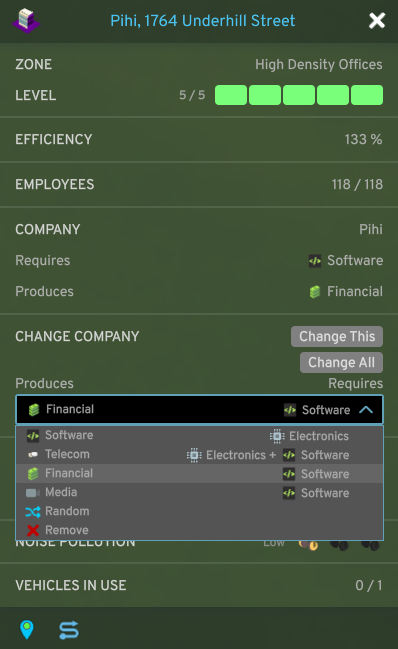 Pihi, 1764 Underhill Street
ZONE High Density Offices
LEVEL 5 / 5
EFFICIENCY 133 %
EMPLOYEES 118 / 118
COMPANY Pihi
Requires Software
Produces Financial
CHANGE COMPANY Change This
Change All
Produces Requires
Financial Software
Software Electronics
Telecom Electronics + Software
Financial Software
Media Software
Random
Remove
NOISE POLLUTION Low
VEHICLES IN USE 0 / 1